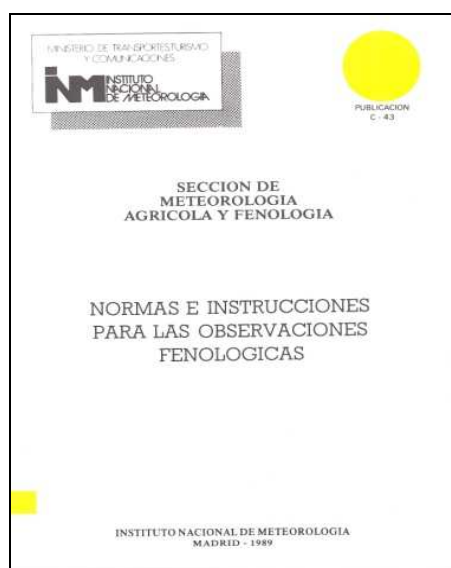 MINISTERIO DE TRANSPORTES, TURISMO
Y COMUNICACIONES
INM
INSTITUTO
NACIONAL
DE METEOROLOGIA
PUBLICACION
C - 43
SECCION DE
METEOROLOGIA
AGRICOLA Y FENOLOGIA
NORMAS E INSTRUCCIONES
PARA LAS OBSERVACIONES
FENOLOGICAS
INSTITUTO NACIONAL DE METEOROLOGIA
MADRID - 1989